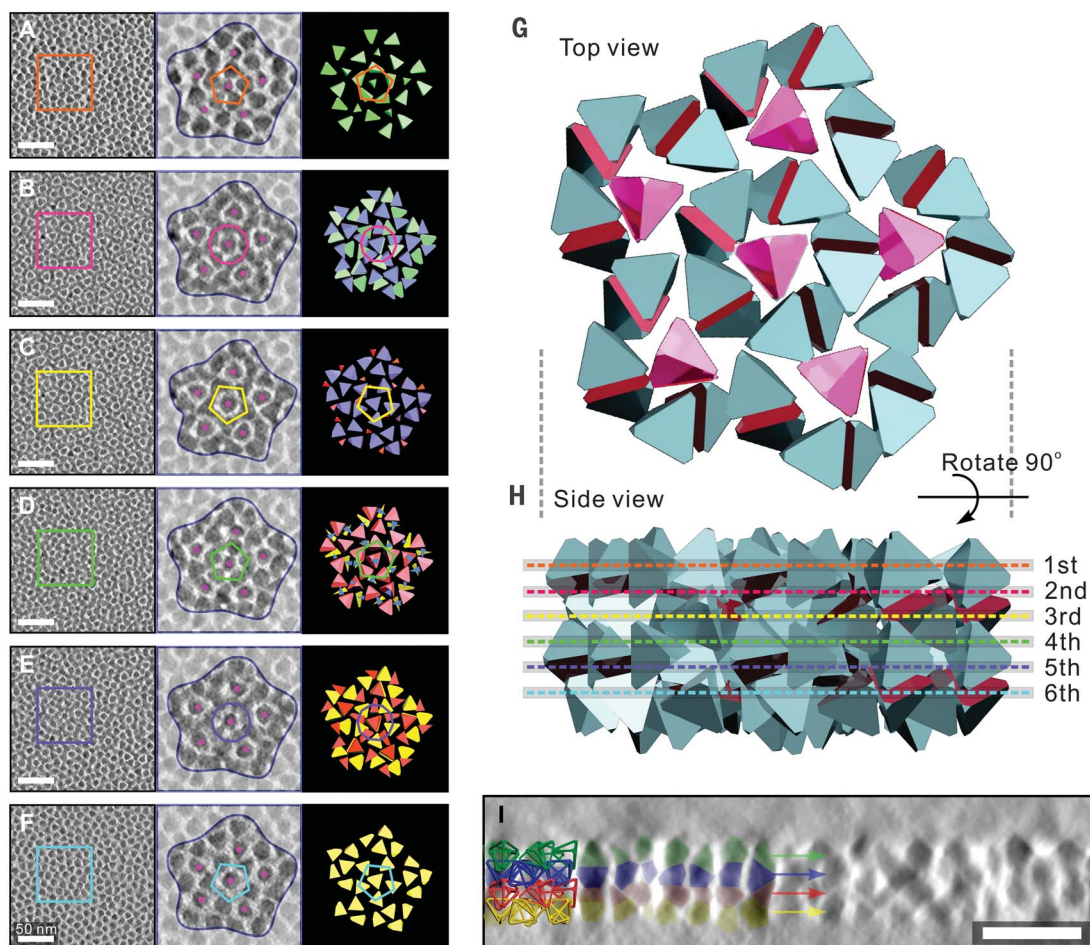 A
B
C
D
E
F
50 nm
G
Top view
Rotate 90°
H
Side view
1st
2nd
3rd
4th
5th
6th
I